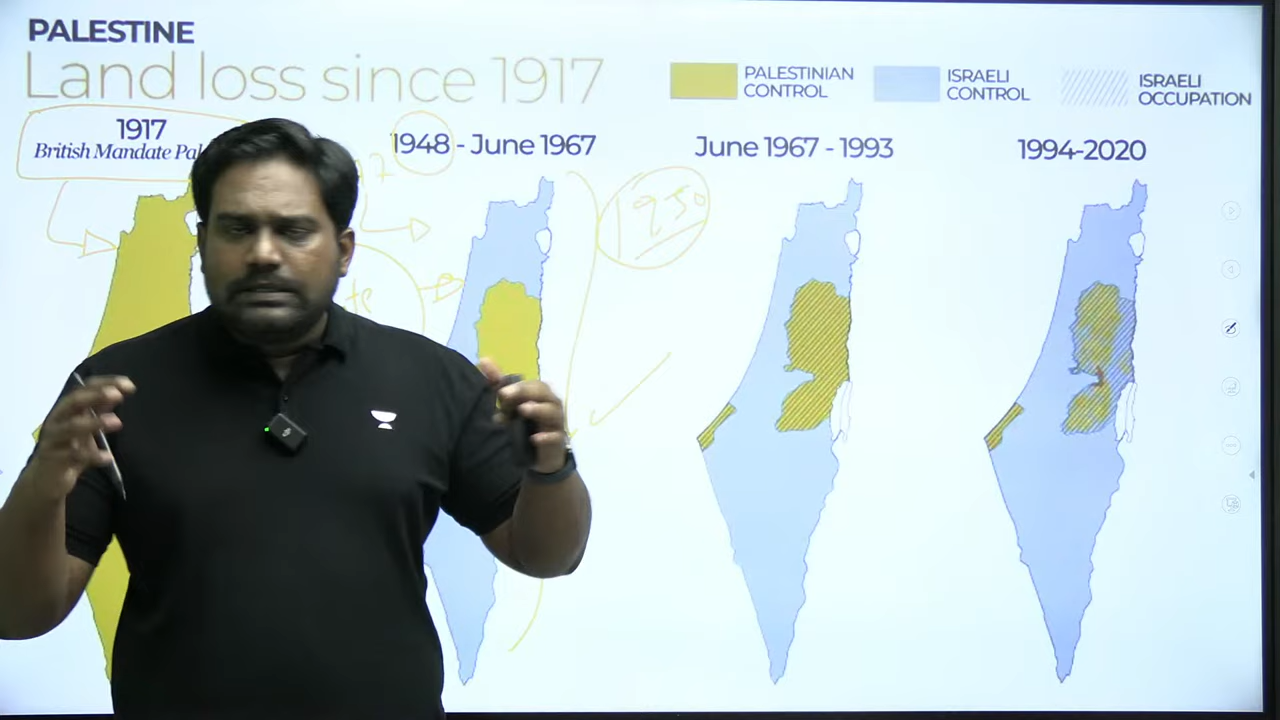 PALESTINE
Land loss since 1917
PALESTINIAN CONTROL
ISRAELI CONTROL
ISRAELI OCCUPATION
1917
British Mandate
1948 - June 1967
June 1967 - 1993
1994-2020
1950